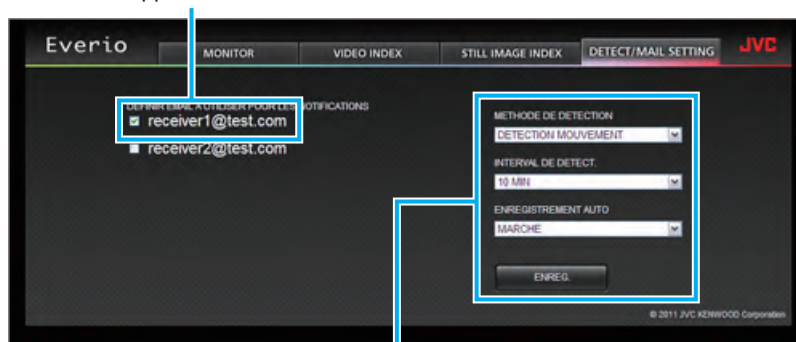 Everio
MONITOR
VIDEO INDEX
STILL IMAGE INDEX
DETECT/MAIL SETTING
JVC
DEFINIR EMAIL A UTILISER POUR LES NOTIFICATIONS
receiver1@test.com
receiver2@test.com
METHODE DE DETECTION
DETECTION MOUVEMENT
INTERVAL DE DETECT.
10 MIN
ENREGISTREMENT AUTO
MARCHE
ENREG.
© 2011 JVC KENWOOD Corporation